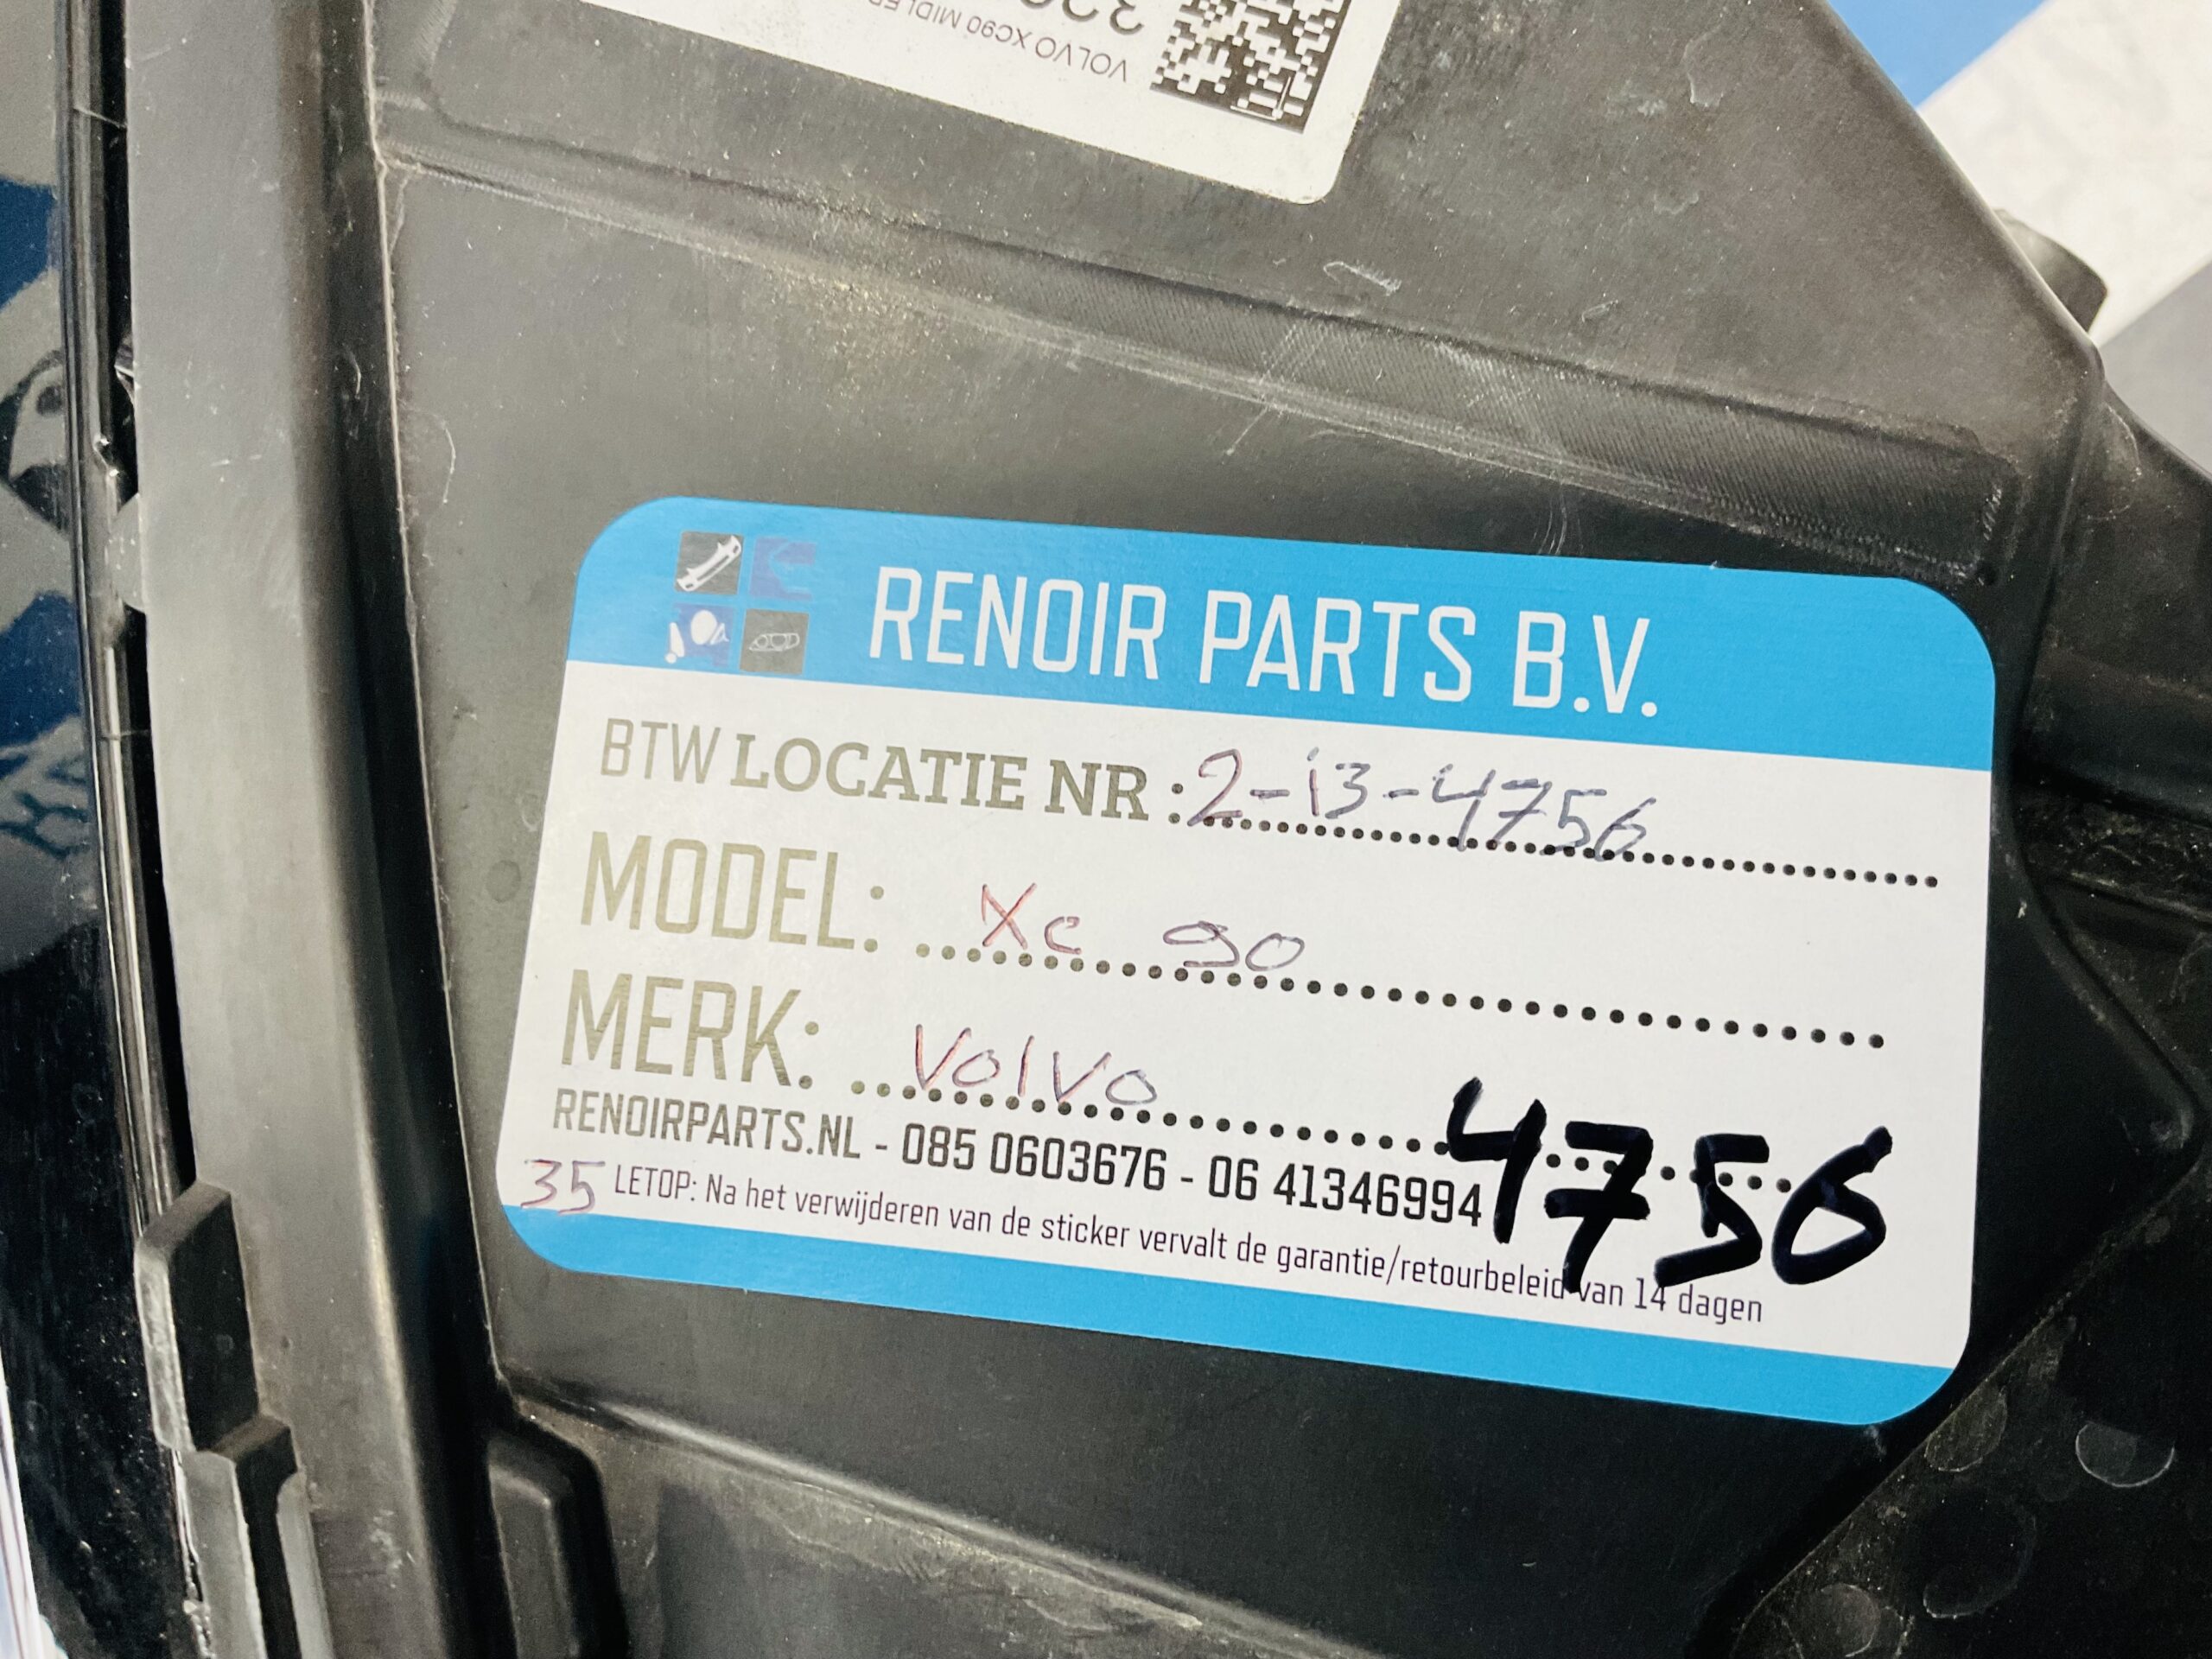 VOLVO XC90
RENOIR PARTS B.V.
BTW LOCATIE NR : 2-i3-4756
MODEL: Xc 90
MERK: Volvo
4756
RENOIRPARTS.NL - 085 0603676 - 06 41346994
35 LETOP: Na het verwijderen van de sticker vervalt de garantie/retourbeleid van 14 dagen